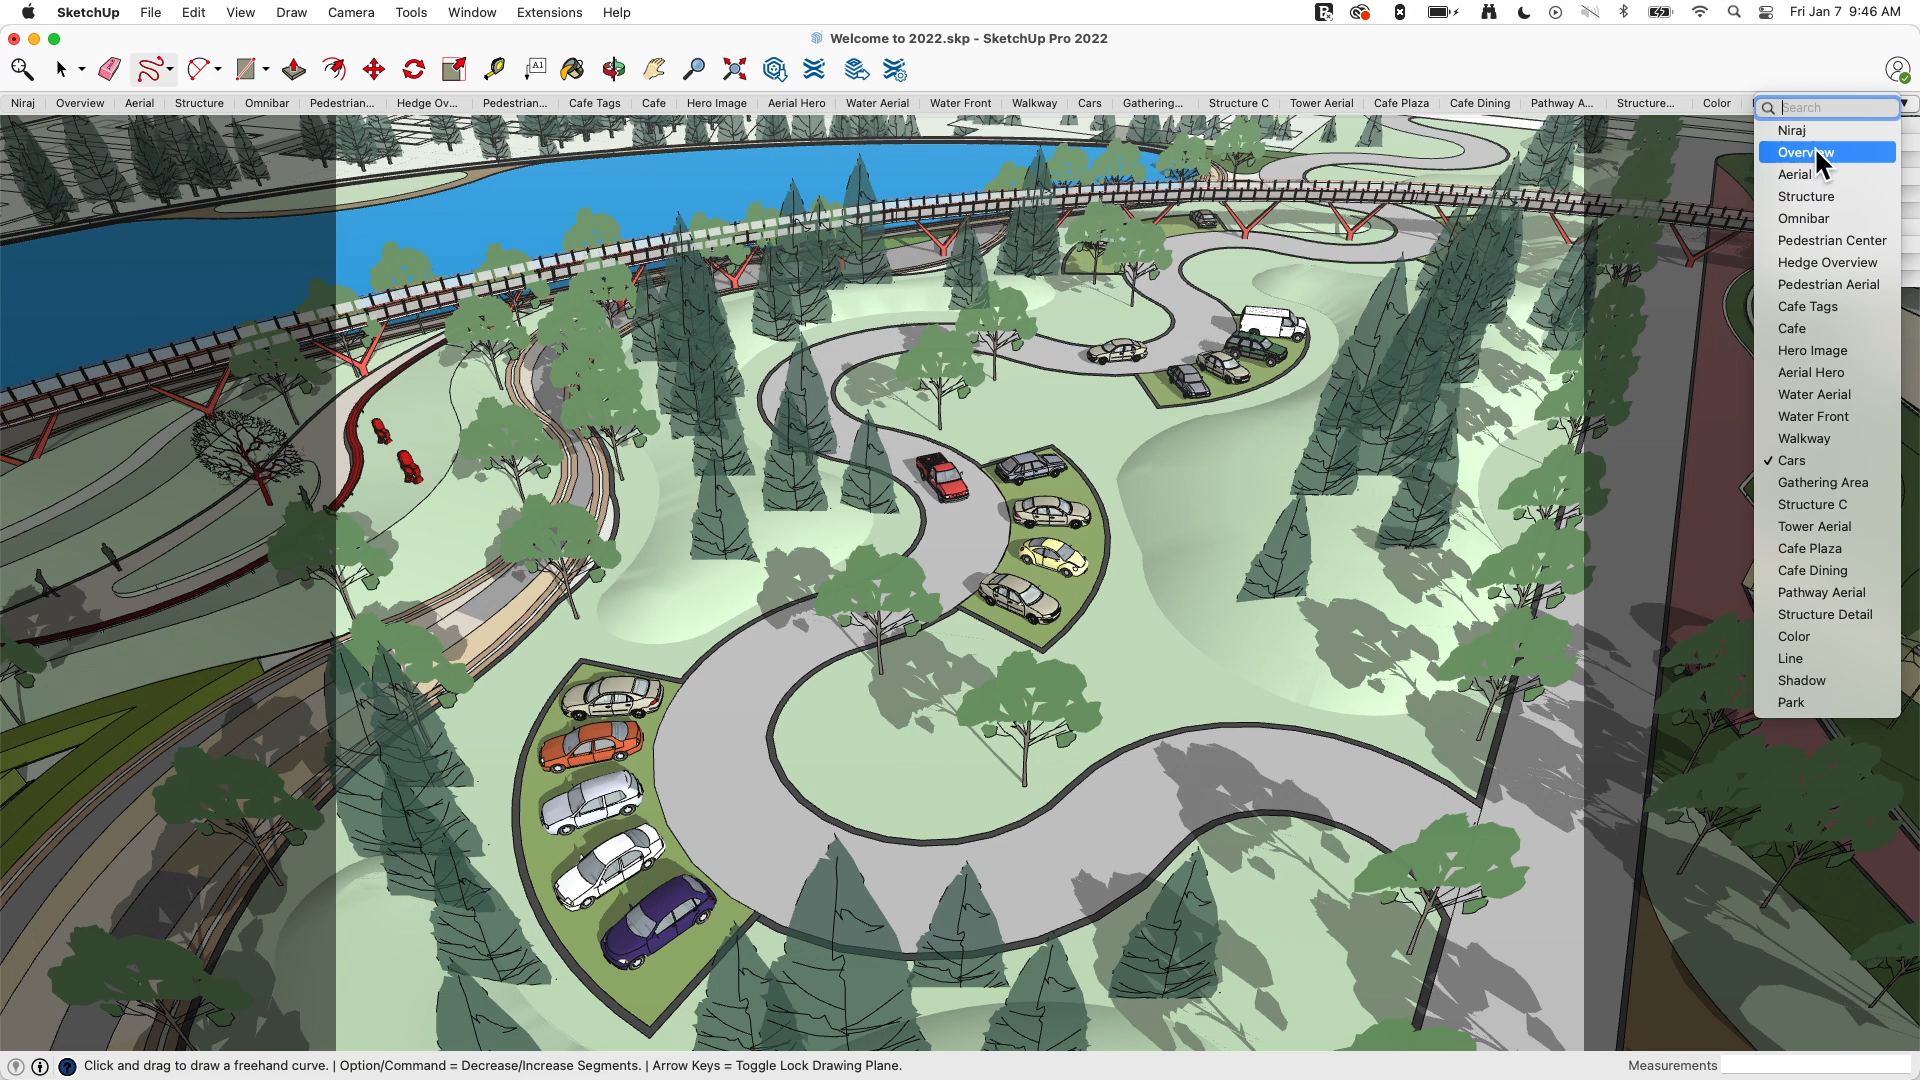 SketchUp File Edit View Draw Camera Tools Window Extensions Help Fri Jan 7 9:46 AM
Welcome to 2022.skp - SketchUp Pro 2022
A1
Niraj Overview Aerial Structure Omnibar Pedestrian... Hedge Ov... Pedestrian... Cafe Tags Cafe Hero Image Aerial Hero Water Aerial Water Front Walkway Cars Gathering... Structure C Tower Aerial Cafe Plaza Cafe Dining Pathway A... Structure... Color
Search
Niraj
Overview
Aerial
Structure
Omnibar
Pedestrian Center
Hedge Overview
Pedestrian Aerial
Cafe Tags
Cafe
Hero Image
Aerial Hero
Water Aerial
Water Front
Walkway
✓ Cars
Gathering Area
Structure C
Tower Aerial
Cafe Plaza
Cafe Dining
Pathway Aerial
Structure Detail
Color
Line
Shadow
Park
Click and drag to draw a freehand curve. | Option/Command = Decrease/Increase Segments. | Arrow Keys = Toggle Lock Drawing Plane. Measurements